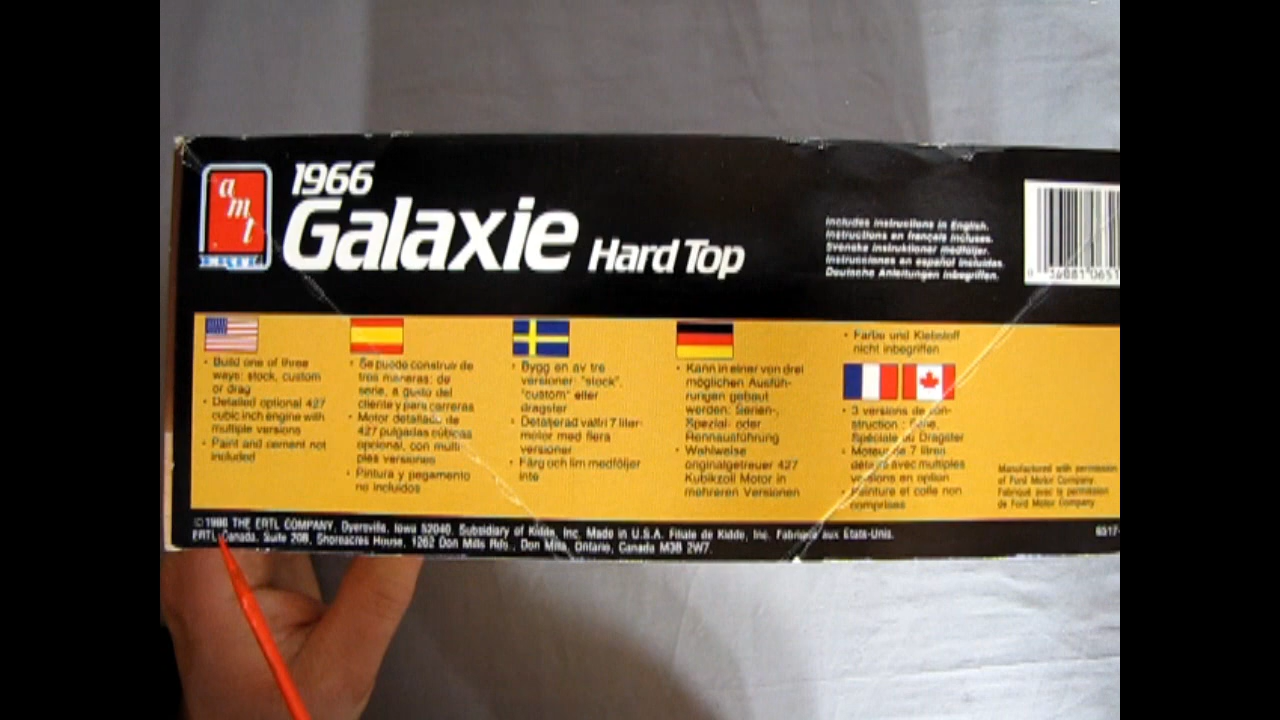 amt
ERTL
1966
Galaxie Hard Top
Includes instructions in English.
Instructions en français incluses.
Svenska instruktioner medföljer.
Instrucciones en español incluidas.
Deutsche Anleitungen inbegriffen.
0 36881 0651
• Build one of three
ways: stock, custom
or drag
• Detailed optional 427
cubic inch engine with
multiple versions
• Paint and cement not
included
• Se puede construir de
tres maneras: de
serie, a gusto del
cliente y para carreras
• Motor detallado de
427 pulgadas cúbicas
opcional, con multi-
ples versiones
• Pintura y pegamento
no incluidos
• Bygg en av tre
versioner: "stock",
"custom" eller
dragster
• Detaljerad valfri 7 liter-
motor med flera
versioner
• Färg och lim medföljer
inte
• Kann in einer von drei
möglichen Ausfüh-
rungen gebaut
werden: Serien-,
Spezial- oder
Rennausführung
• Wahlweise
originalgetreuer 427
Kubikzoll Motor in
mehreren Versionen
• Farbe und Klebstoff
nicht inbegriffen
• 3 versions de con-
struction : Série,
Spéciale ou Dragster
• Moteur de 7 litres
détaillé avec multiples
versions en option
• Peinture et colle non
comprises
Manufactured with permission
of Ford Motor Company.
Fabriqué avec la permission
de Ford Motor Company.
© THE ERTL COMPANY, Dyersville, Iowa 52040. Subsidiary of Kidde, Inc. Made in U.S.A. Filiale de Kidde, Inc. Fabriqué aux Etats-Unis.
ERTL Canada, Suite 208, Shoreacres House, 1262 Don Mills Rds., Don Mills, Ontario, Canada M3B 2W7.